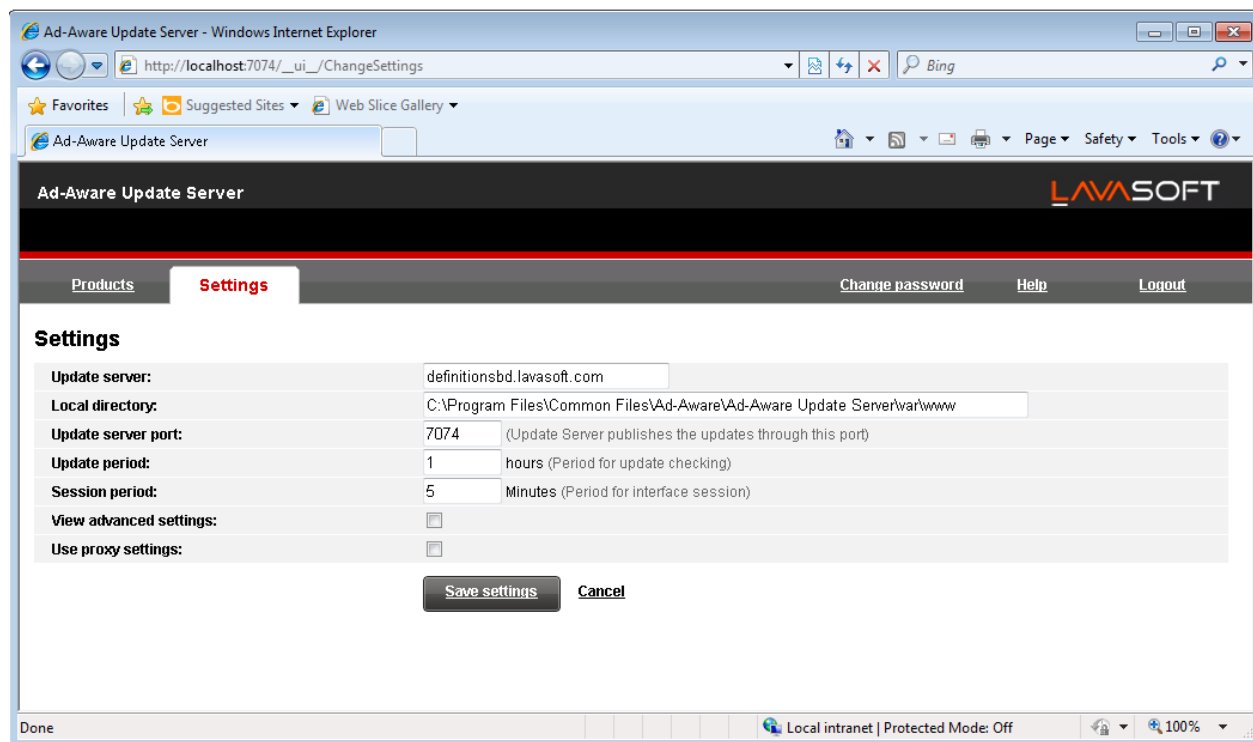 Ad-Aware Update Server - Windows Internet Explorer
http://localhost:7074/__ui__/ChangeSettings
Bing
Favorites Suggested Sites Web Slice Gallery
Ad-Aware Update Server
Page Safety Tools
Ad-Aware Update Server
LAVASOFT
Products Settings Change password Help Logout
Settings
Update server: definitionsbd.lavasoft.com
Local directory: C:\Program Files\Common Files\Ad-Aware\Ad-Aware Update Server\var\www
Update server port: 7074 (Update Server publishes the updates through this port)
Update period: 1 hours (Period for update checking)
Session period: 5 Minutes (Period for interface session)
View advanced settings:
Use proxy settings:
Save settings Cancel
Done Local intranet | Protected Mode: Off 100%